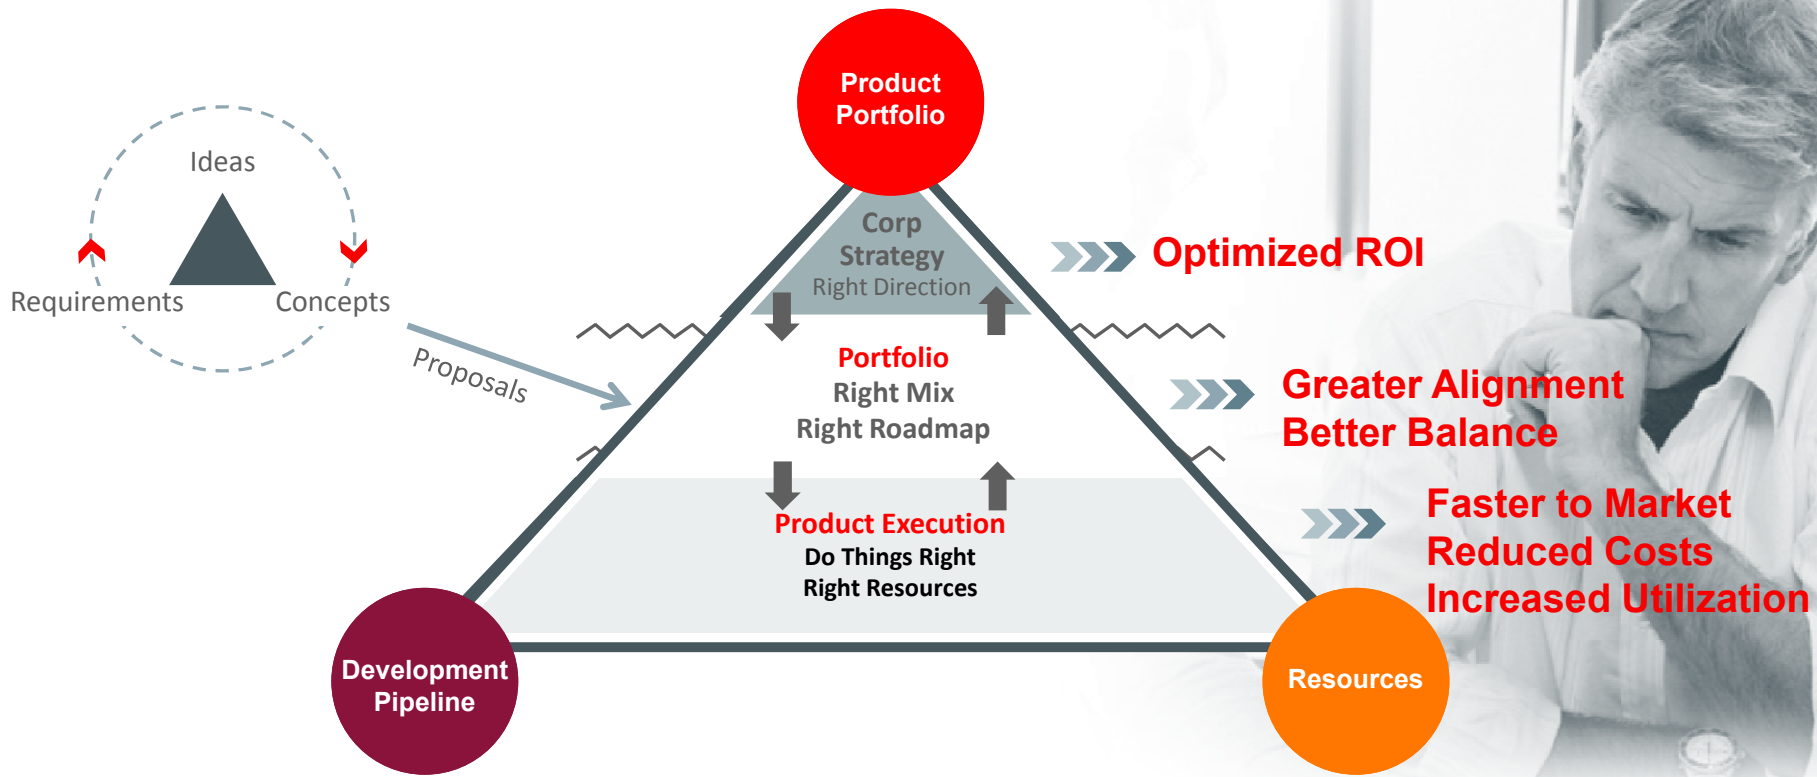 Product
Portfolio
Ideas
Requirements
Concepts
Proposals
Corp
Strategy
Right Direction
Optimized ROI
Portfolio
Right Mix
Right Roadmap
Greater Alignment
Better Balance
Product Execution
Do Things Right
Right Resources
Faster to Market
Reduced Costs
Increased Utilization
Development
Pipeline
Resources